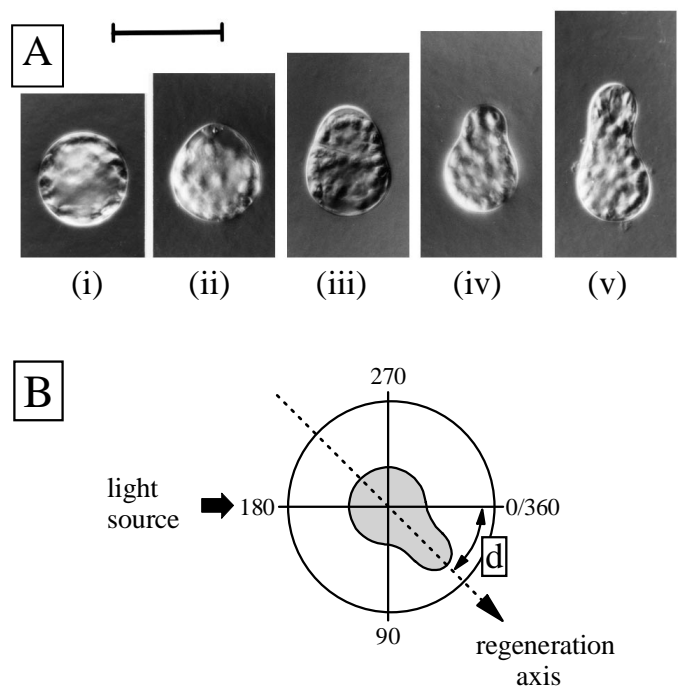 A
(i)
(ii)
(iii)
(iv)
(v)
B
270
light
source
180
0/360
d
90
regeneration
axis